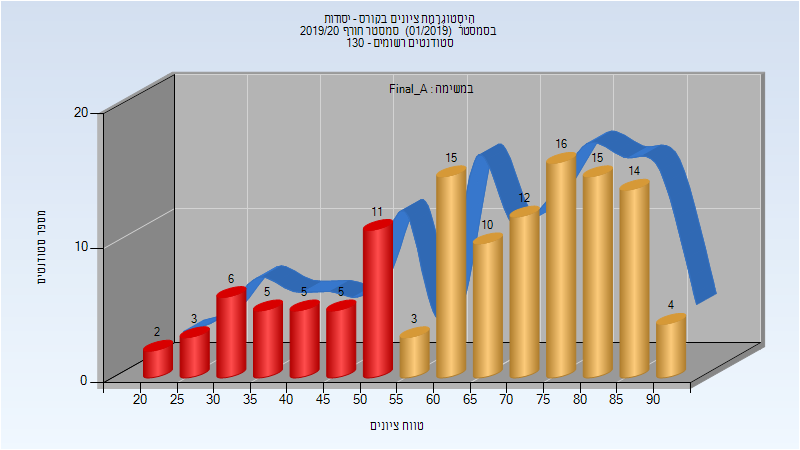 היסטוגרמת ציונים בקורס - יסודות
בסמסטר (01/2019) סמסטר חורף 2019/20
סטודנטים רשומים - 130
במשימה : Final_A
מספר סטודנטים
20
10
0
2
3
6
5
5
5
11
3
15
10
12
16
15
14
4
20 25 30 35 40 45 50 55 60 65 70 75 80 85 90
טווח ציונים